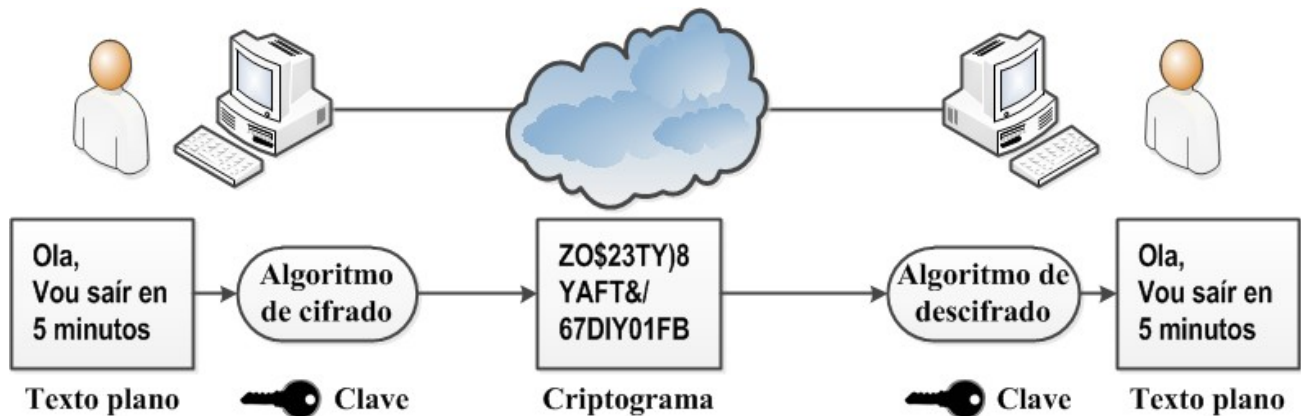 Ola,
Vou saír en
5 minutos
Algoritmo
de cifrado
ZO$23TY)8
YAFT&/
67DIY01FB
Algoritmo de
descifrado
Ola,
Vou saír en
5 minutos
Texto plano
Clave
Criptograma
Clave
Texto plano